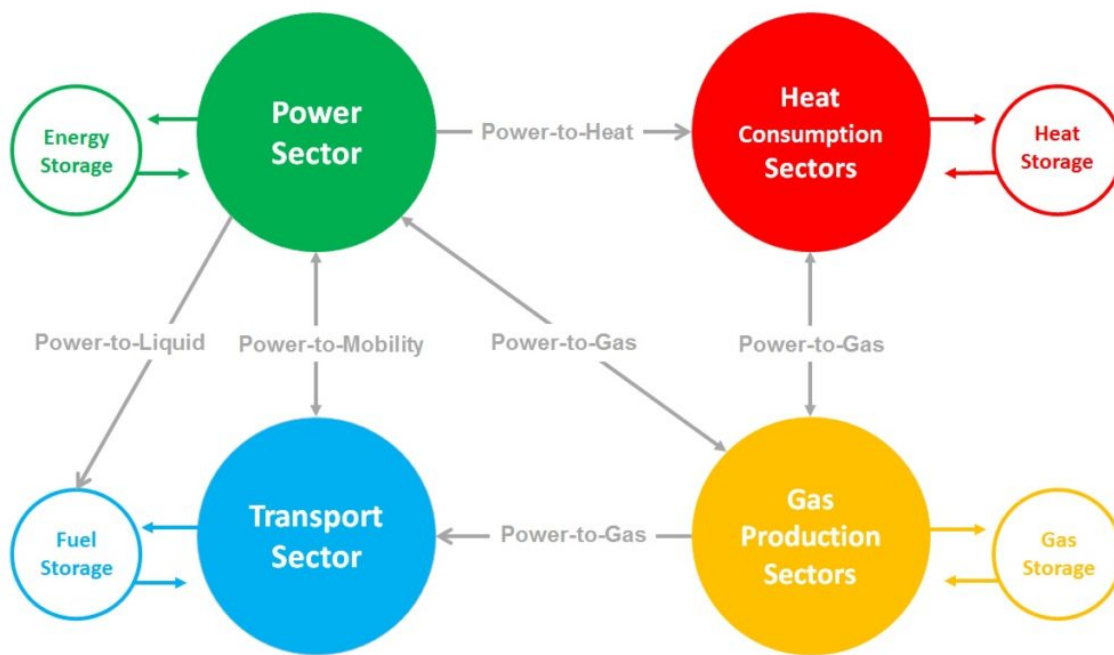 Power
Sector
Heat
Consumption
Sectors
Energy
Storage
Heat
Storage
Power-to-Heat
Power-to-Liquid
Power-to-Mobility
Power-to-Gas
Power-to-Gas
Transport
Sector
Gas
Production
Sectors
Fuel
Storage
Gas
Storage
Power-to-Gas